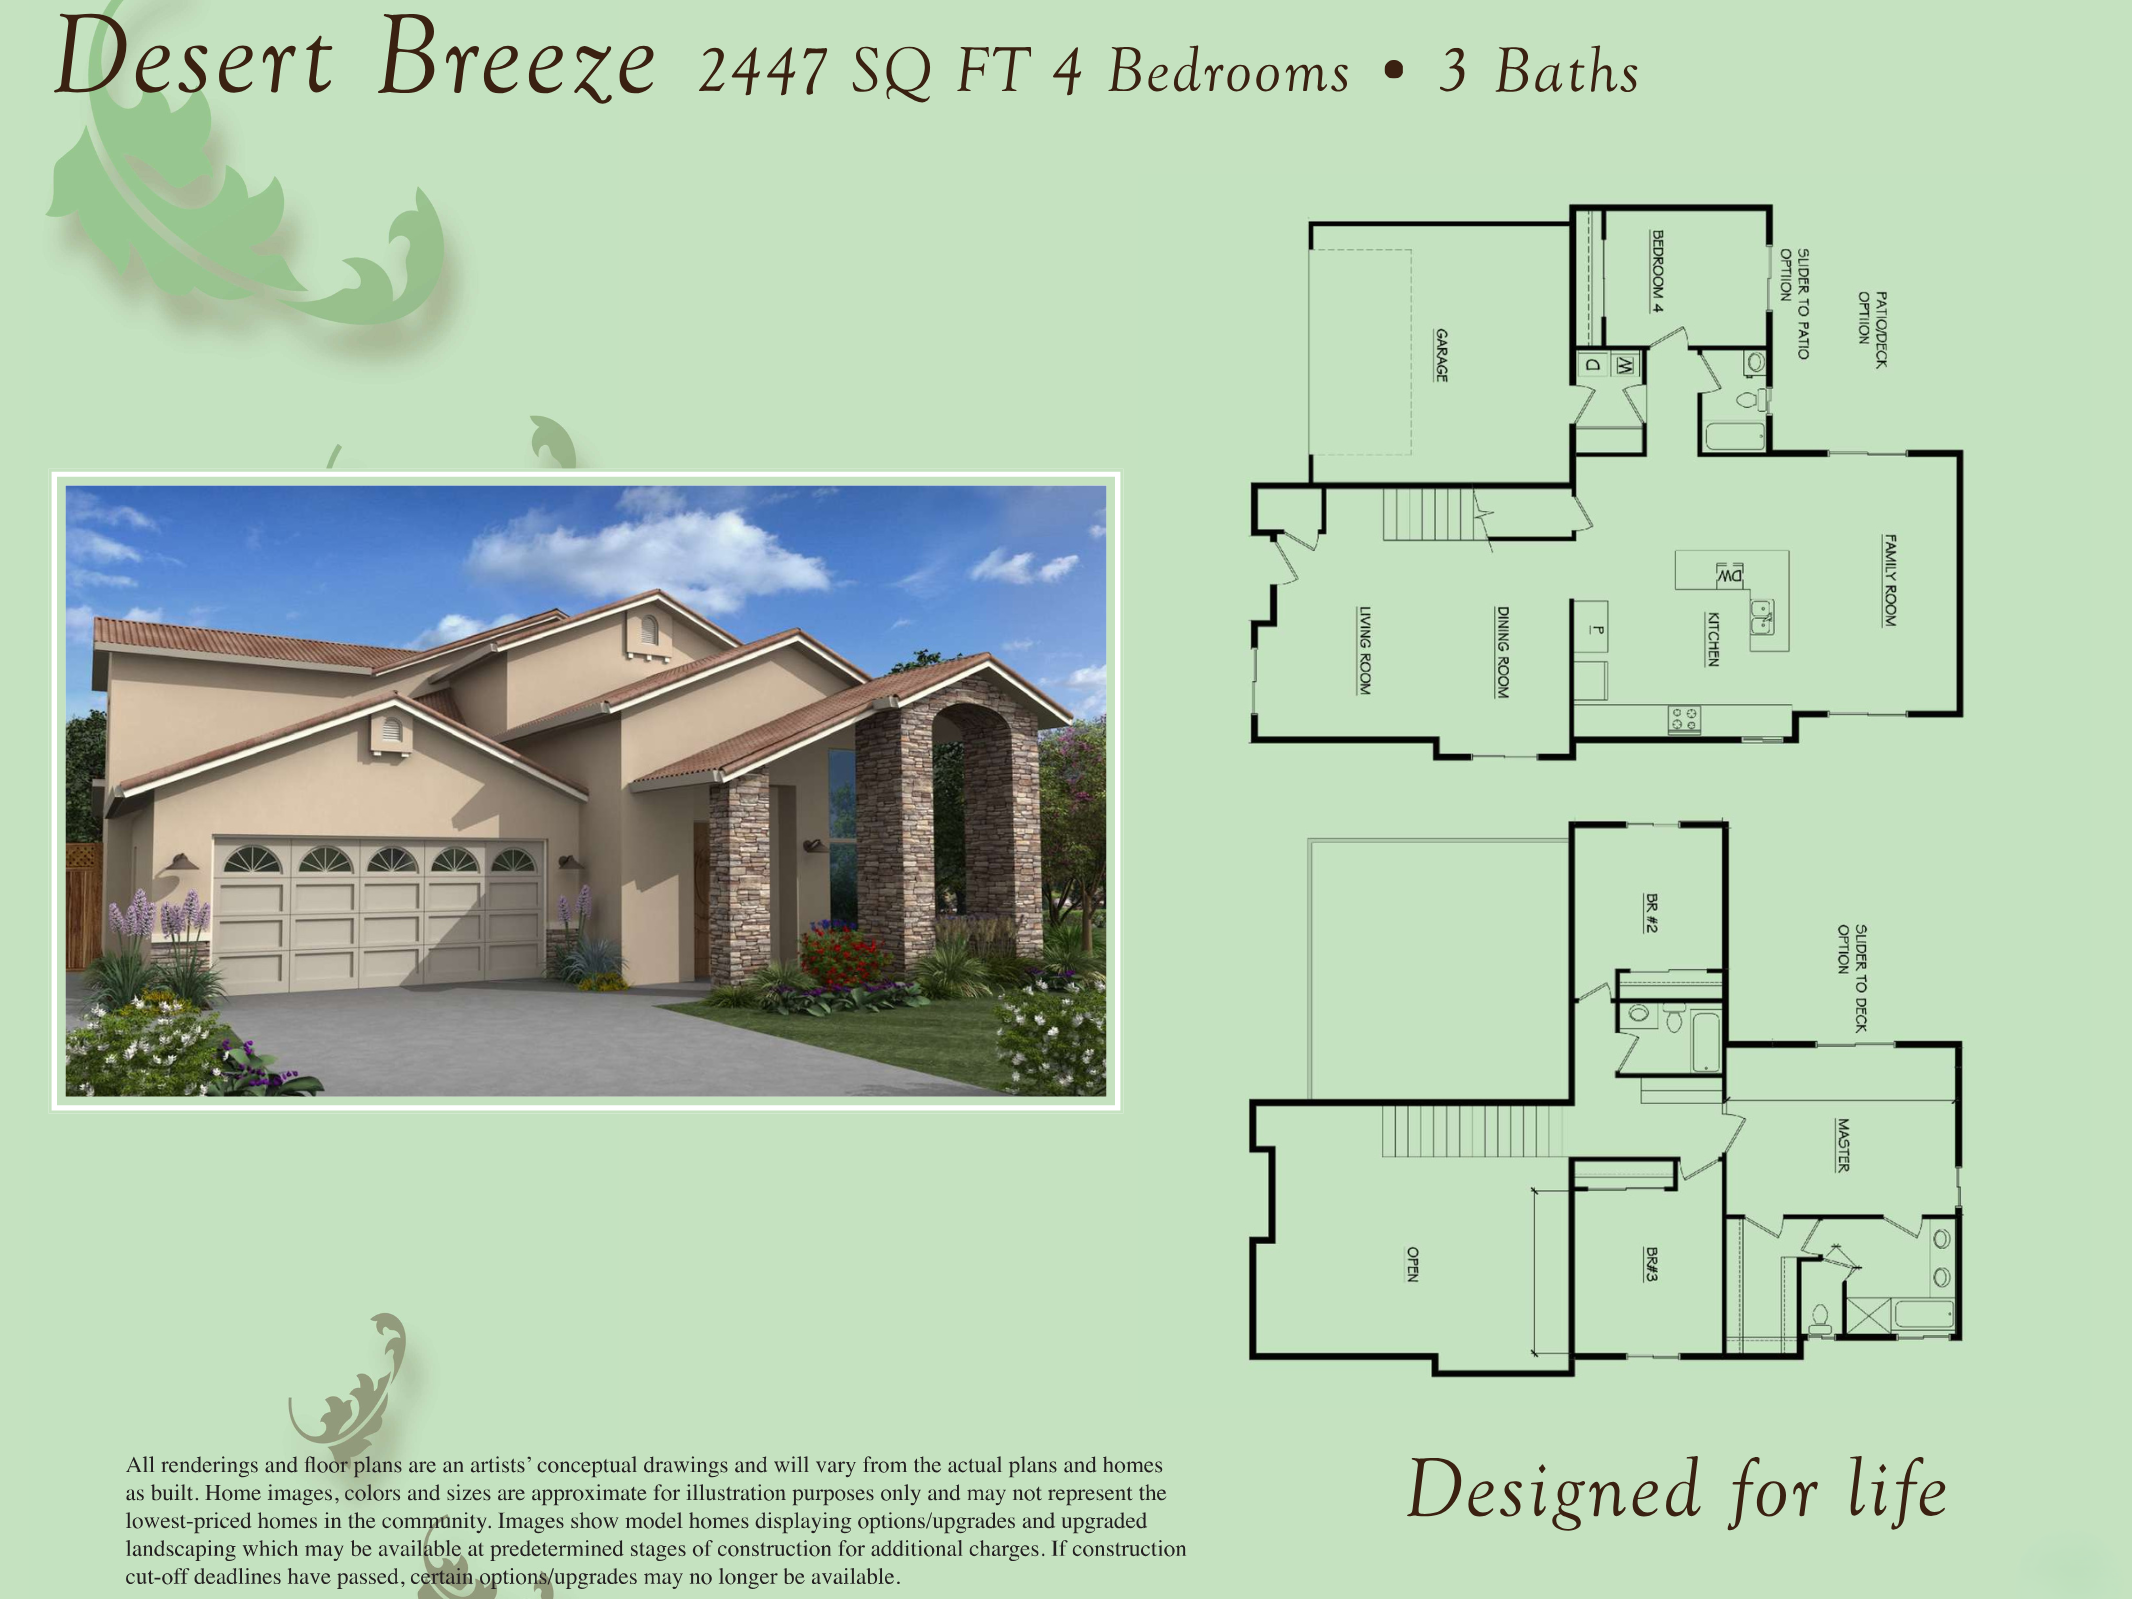 Desert Breeze 2447 SQ FT 4 Bedrooms • 3 Baths
BEDROOM 4
SLIDER TO PATIO
OPTION
PATIO/DECK
OPTIION
GARAGE
D
W
FAMILY ROOM
DW
KITCHEN
P
LIVING ROOM
DINING ROOM
BR #2
SLIDER TO DECK
OPTION
MASTER
OPEN
BR#3
Designed for life
All renderings and floor plans are an artists’ conceptual drawings and will vary from the actual plans and homes
as built. Home images, colors and sizes are approximate for illustration purposes only and may not represent the
lowest-priced homes in the community. Images show model homes displaying options/upgrades and upgraded
landscaping which may be available at predetermined stages of construction for additional charges. If construction
cut-off deadlines have passed, certain options/upgrades may no longer be available.